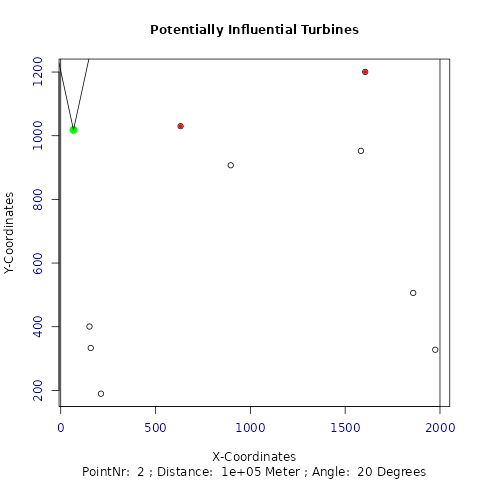 Potentially Influential Turbines
Y-Coordinates
1200
1000
800
600
400
200
0 500 1000 1500 2000
X-Coordinates
PointNr: 2 ; Distance: 1e+05 Meter ; Angle: 20 Degrees